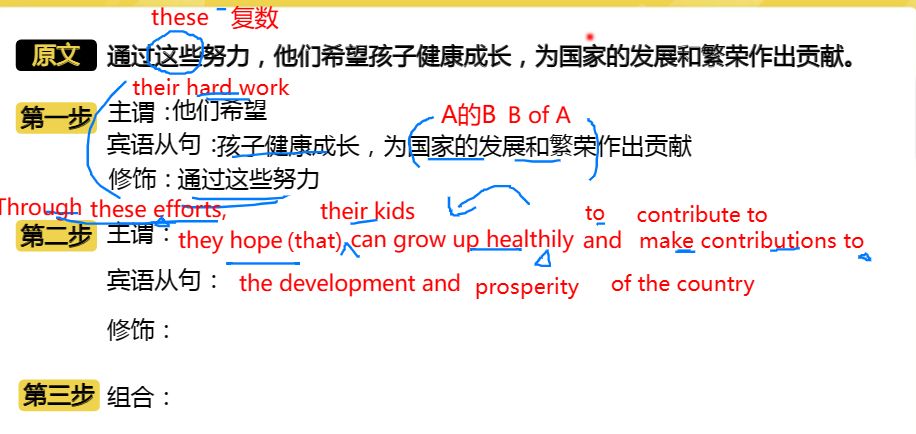 these 复数
原文 通过这些努力，他们希望孩子健康成长，为国家的发展和繁荣作出贡献。
their hard work
第一步 主谓：他们希望 A的B B of A
宾语从句：孩子健康成长，为国家的发展和繁荣作出贡献
修饰：通过这些努力
Through these efforts, their kids to contribute to
第二步 主谓： they hope (that), can grow up healthily and make contributions to
宾语从句： the development and prosperity of the country
修饰：
第三步 组合：